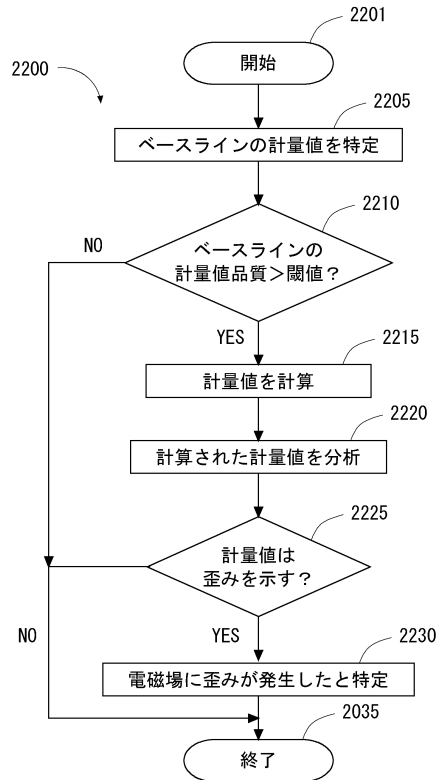 2201
2200
開始
2205
ベースラインの計量値を特定
2210
NO
ベースラインの
計量値品質>閾値?
YES
2215
計量値を計算
2220
計算された計量値を分析
2225
計量値は
歪みを示す?
NO
YES
2230
電磁場に歪みが発生したと特定
2035
終了